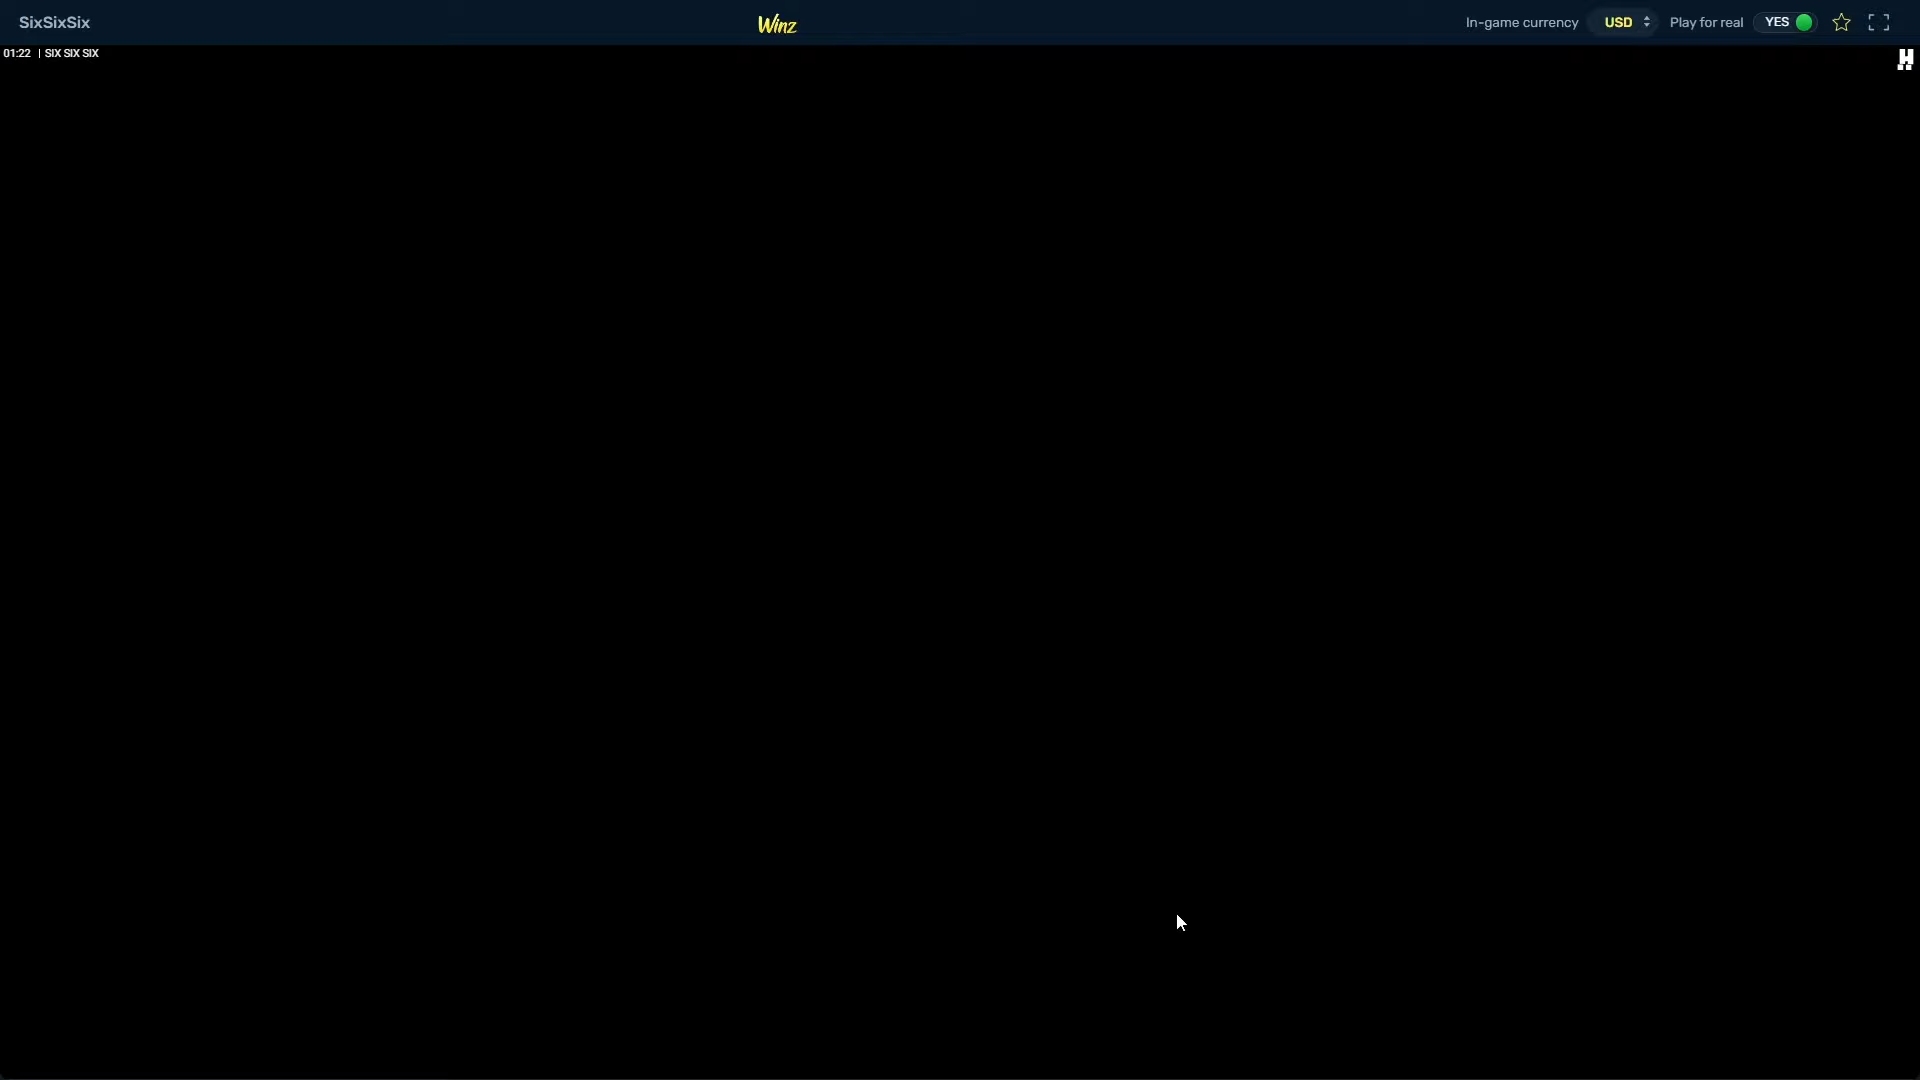 SixSixSix
Winz
In-game currency USD Play for real YES
01:22 | SIX SIX SIX